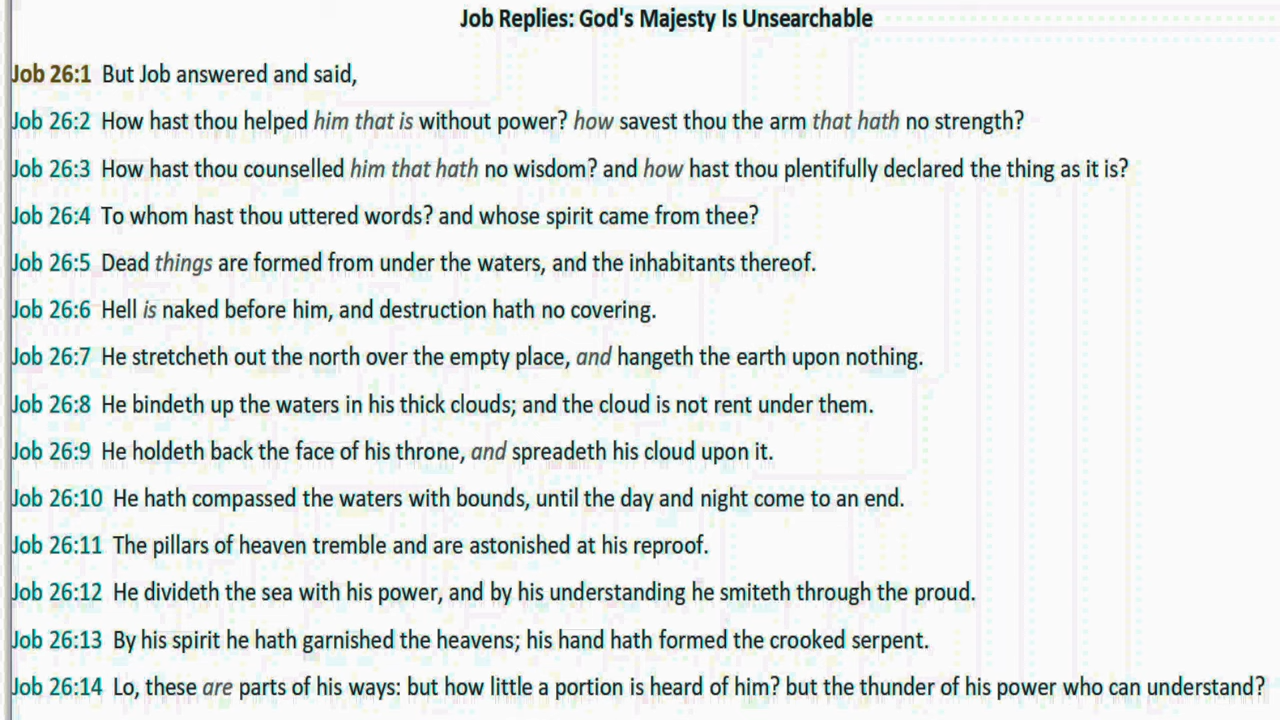 Job Replies: God's Majesty Is Unsearchable
Job 26:1 But Job answered and said,
Job 26:2 How hast thou helped him that is without power? how savest thou the arm that hath no strength?
Job 26:3 How hast thou counselled him that hath no wisdom? and how hast thou plentifully declared the thing as it is?
Job 26:4 To whom hast thou uttered words? and whose spirit came from thee?
Job 26:5 Dead things are formed from under the waters, and the inhabitants thereof.
Job 26:6 Hell is naked before him, and destruction hath no covering.
Job 26:7 He stretcheth out the north over the empty place, and hangeth the earth upon nothing.
Job 26:8 He bindeth up the waters in his thick clouds; and the cloud is not rent under them.
Job 26:9 He holdeth back the face of his throne, and spreadeth his cloud upon it.
Job 26:10 He hath compassed the waters with bounds, until the day and night come to an end.
Job 26:11 The pillars of heaven tremble and are astonished at his reproof.
Job 26:12 He divideth the sea with his power, and by his understanding he smiteth through the proud.
Job 26:13 By his spirit he hath garnished the heavens; his hand hath formed the crooked serpent.
Job 26:14 Lo, these are parts of his ways: but how little a portion is heard of him? but the thunder of his power who can understand?